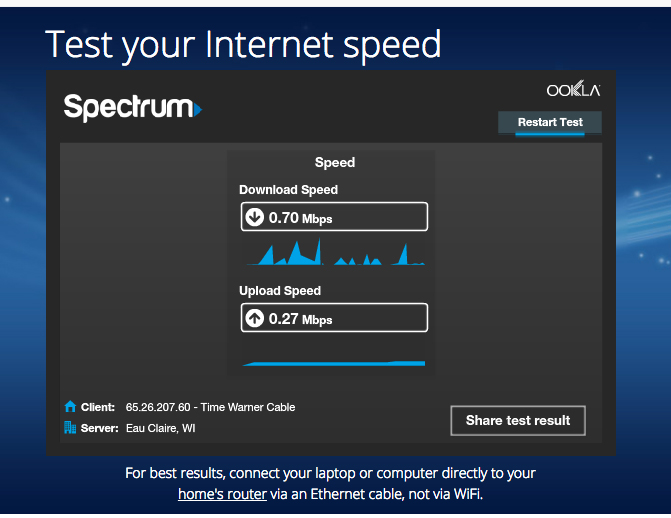 Test your Internet speed
OOKLA
Spectrum
Restart Test
Speed
Download Speed
0.70 Mbps
Upload Speed
0.27 Mbps
Client: 65.26.207.60 - Time Warner Cable
Server: Eau Claire, WI
Share test result
For best results, connect your laptop or computer directly to your
home's router via an Ethernet cable, not via WiFi.